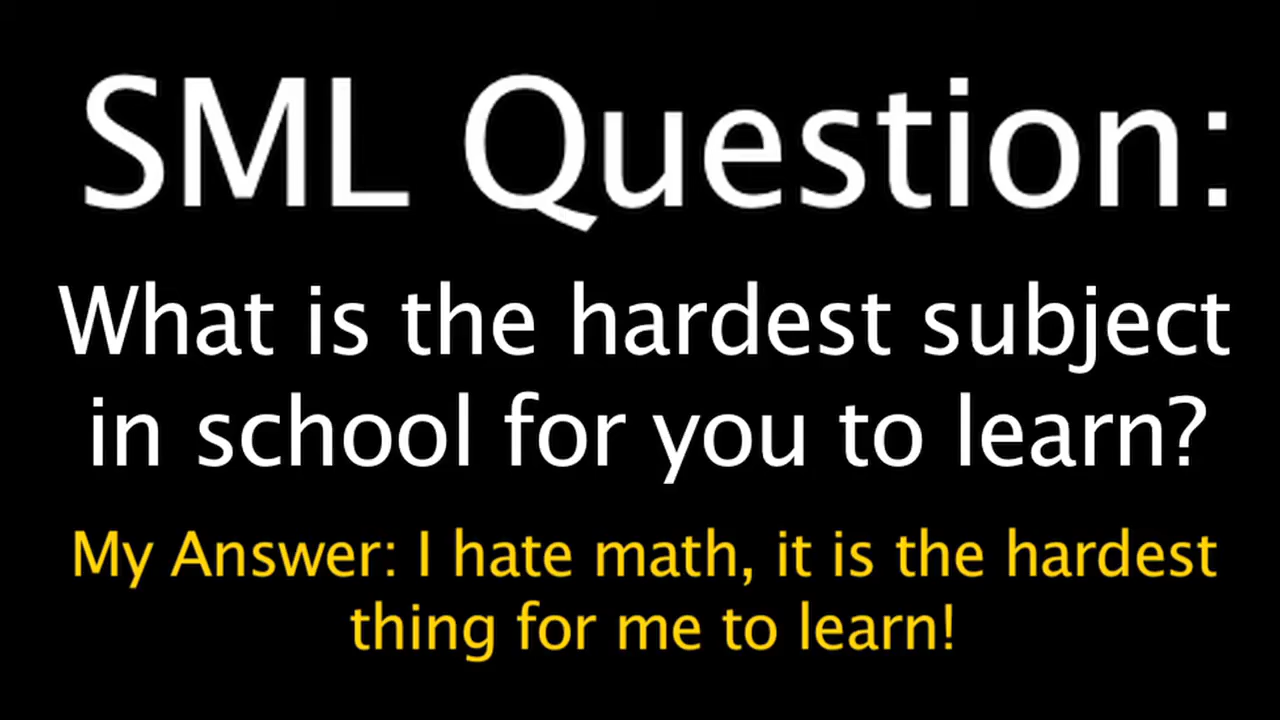 SML Question:
What is the hardest subject
in school for you to learn?
My Answer: I hate math, it is the hardest
thing for me to learn!